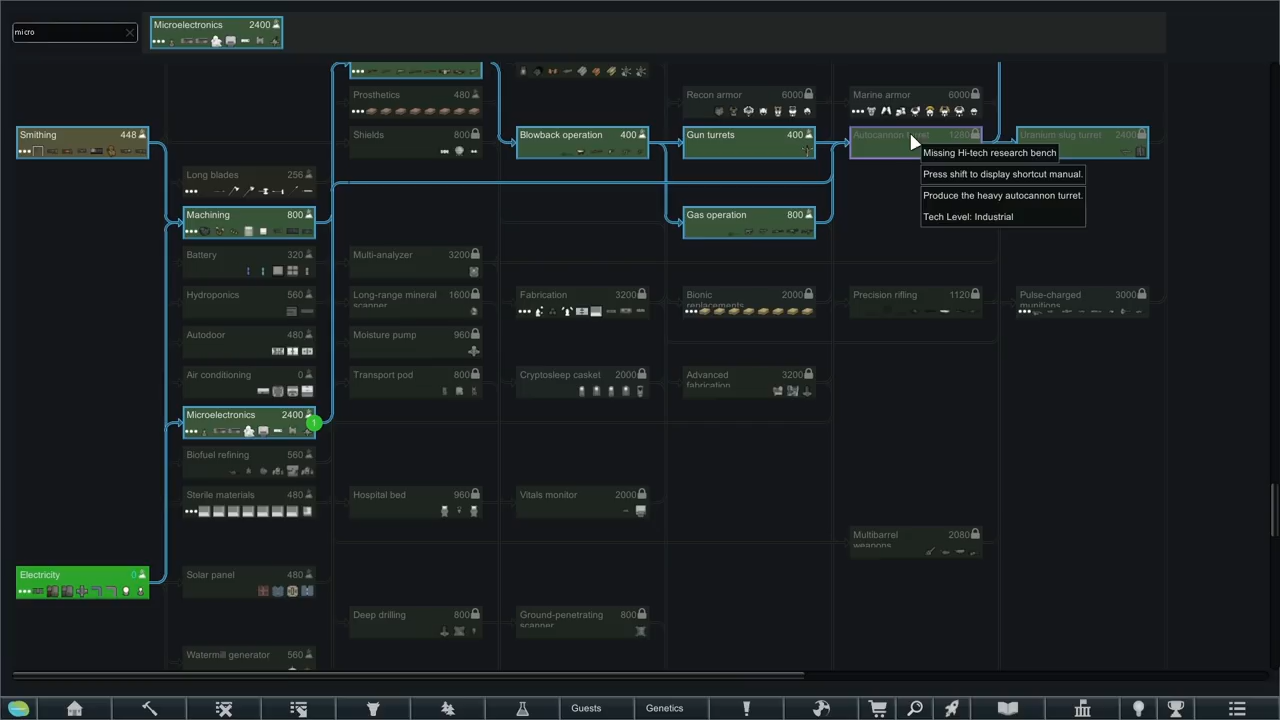 micro
Microelectronics 2400
Prosthetics 480
Recon armor 6000
Marine armor 6000
Smithing 448
Shields 800
Blowback operation 400
Gun turrets 400
Autocannon turret 1280
Uranium slug turret 2400
Missing Hi-tech research bench
Press shift to display shortcut manual.
Produce the heavy autocannon turret.
Tech Level: Industrial
Long blades 256
Machining 800
Gas operation 800
Battery 320
Multi-analyzer 3200
Hydroponics 560
Long-range mineral scanner 1600
Fabrication 3200
Bionic replacements 2000
Precision rifling 1120
Pulse-charged munitions 3000
Autodoor 480
Moisture pump 960
Air conditioning 0
Transport pod 800
Cryptosleep casket 2000
Advanced fabrication 3200
Microelectronics 2400
1
Biofuel refining 560
Sterile materials 480
Hospital bed 960
Vitals monitor 2000
Multibarrel weapons 2080
Electricity 0
Solar panel 480
Deep drilling 800
Ground-penetrating scanner 800
Watermill generator 560
Guests
Genetics